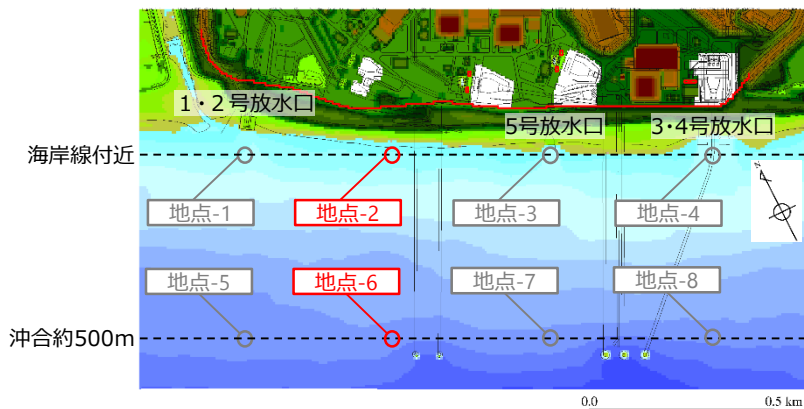 1・2号放水口
5号放水口
3・4号放水口
海岸線付近
地点-1
地点-2
地点-3
地点-4
地点-5
地点-6
地点-7
地点-8
沖合約500m
0.0
0.5 km